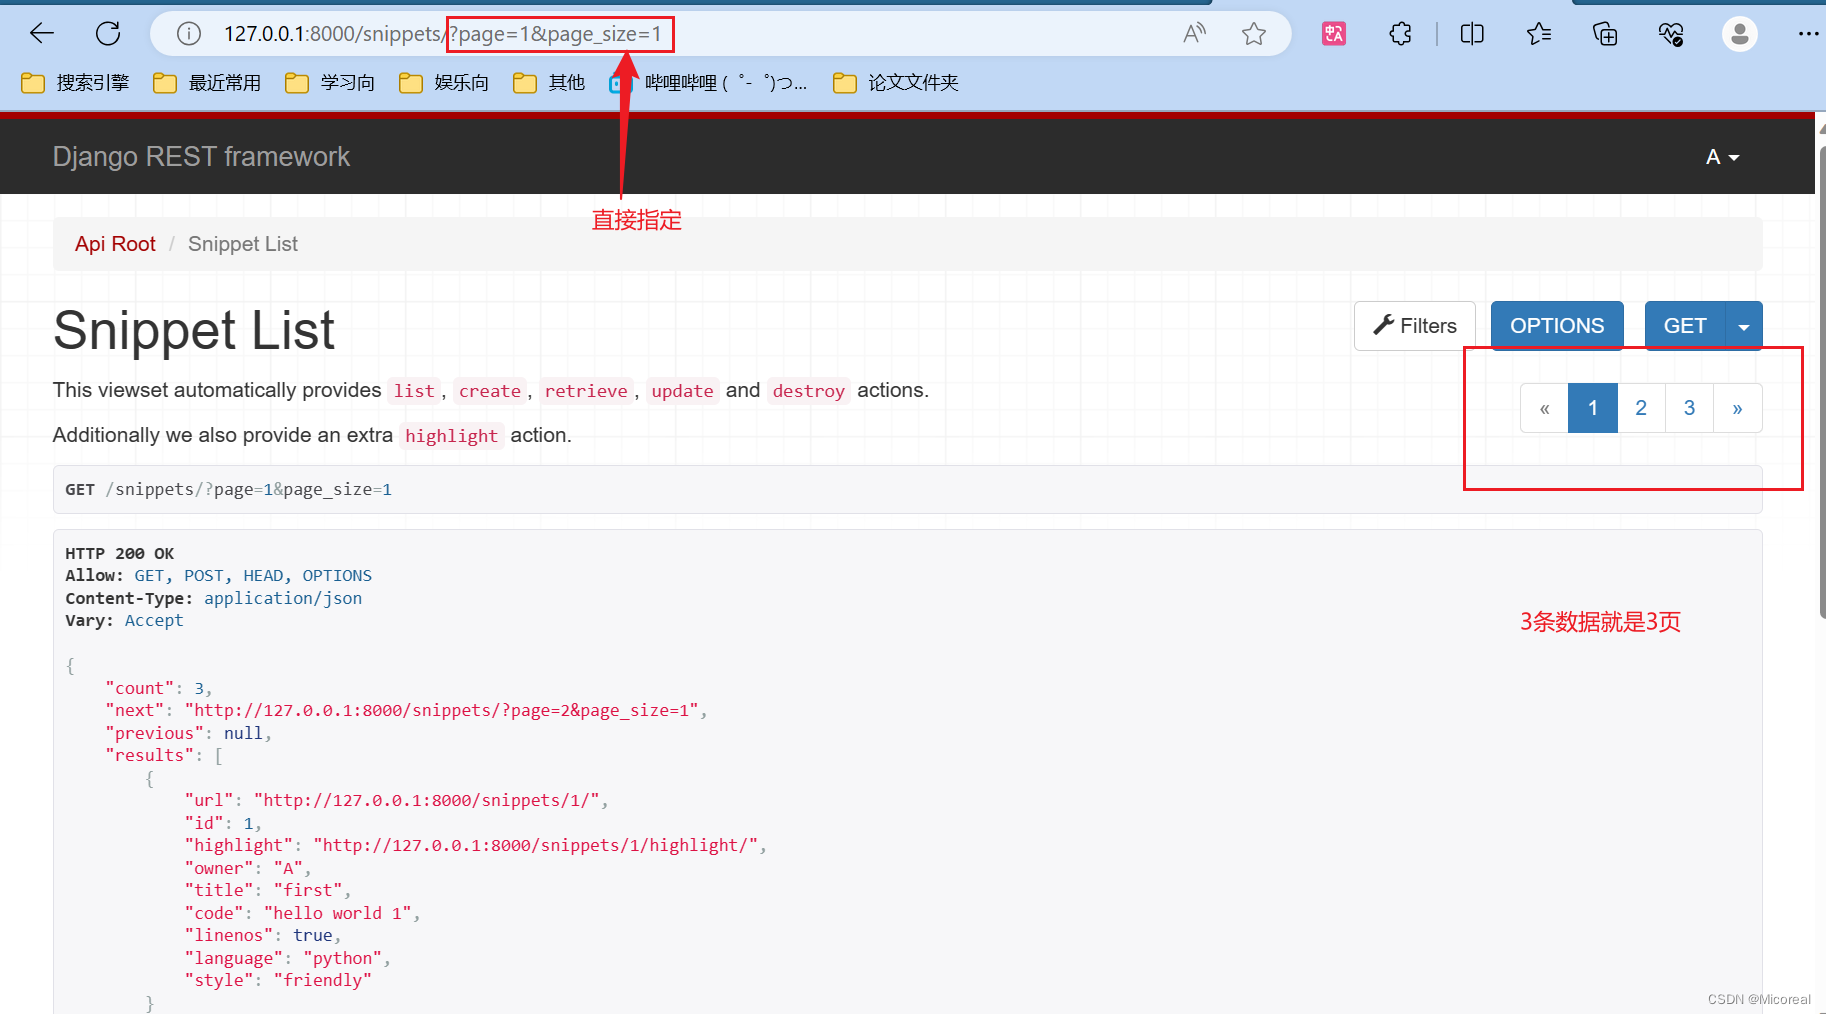 127.0.0.1:8000/snippets/?page=1&page_size=1
搜索引擎 最近常用 学习向 娱乐向 其他 哔哩哔哩 ( ゜- ゜)つ... 论文文件夹
Django REST framework A
直接指定
Api Root / Snippet List
Snippet List
Filters OPTIONS GET
This viewset automatically provides list, create, retrieve, update and destroy actions.
« 1 2 3 »
Additionally we also provide an extra highlight action.
GET /snippets/?page=1&page_size=1
HTTP 200 OK
Allow: GET, POST, HEAD, OPTIONS
Content-Type: application/json
Vary: Accept
3条数据就是3页
{
"count": 3,
"next": "http://127.0.0.1:8000/snippets/?page=2&page_size=1",
"previous": null,
"results": [
{
"url": "http://127.0.0.1:8000/snippets/1/",
"id": 1,
"highlight": "http://127.0.0.1:8000/snippets/1/highlight/",
"owner": "A",
"title": "first",
"code": "hello world 1",
"linenos": true,
"language": "python",
"style": "friendly"
}
CSDN @Micoreal